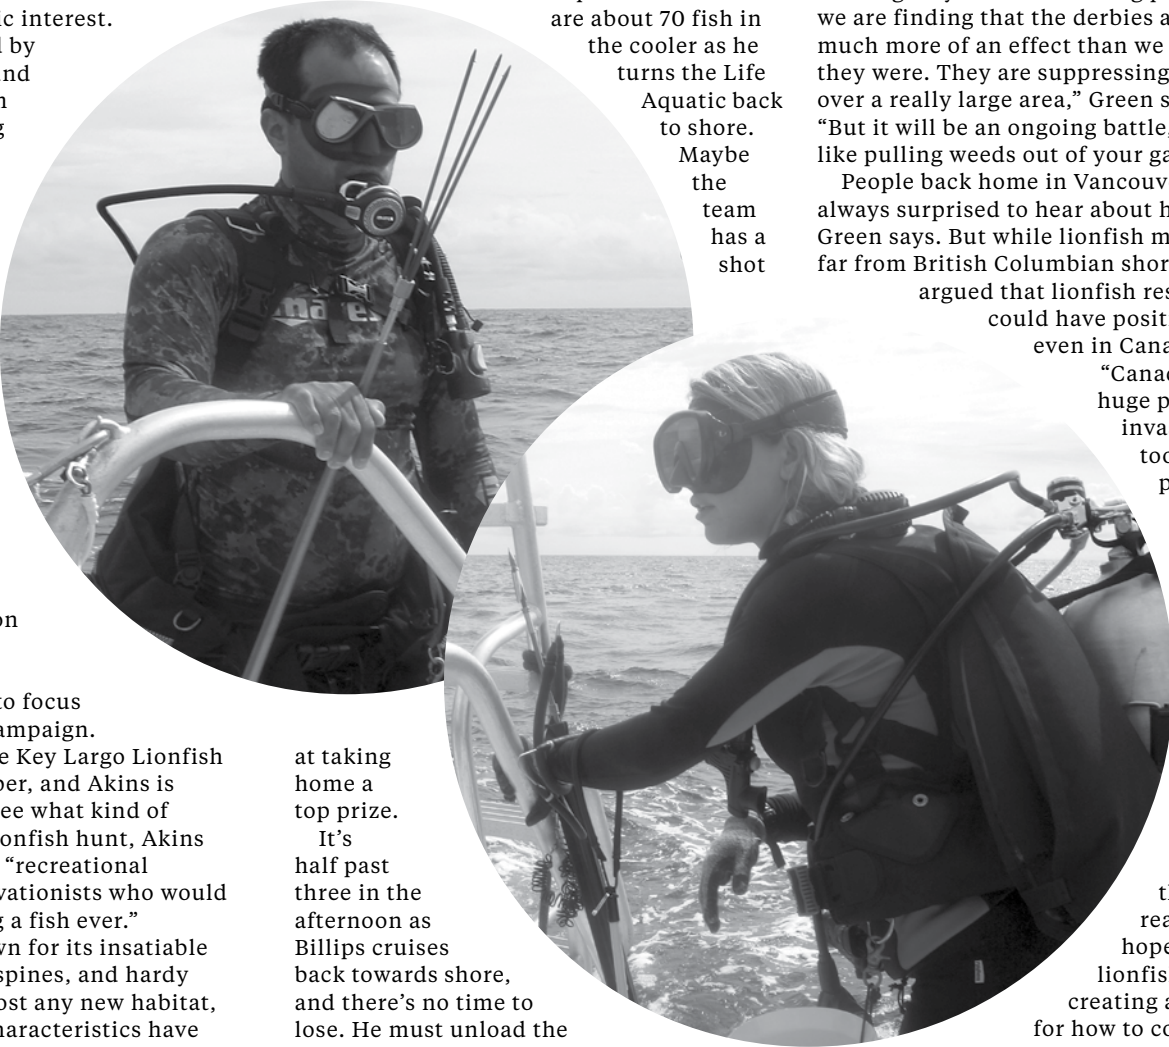 ic interest.
by
and
n
g
on
to focus
ampaign.
e Key Largo Lionfish
ber, and Akins is
ee what kind of
onfish hunt, Akins
“recreational
vationists who would
g a fish ever.”
wn for its insatiable
spines, and hardy
ost any new habitat,
haracteristics have
are about 70 fish in
the cooler as he
turns the Life
Aquatic back
to shore.
Maybe
the
team
has a
shot
at taking
home a
top prize.
It’s
half past
three in the
afternoon as
Billips cruises
back towards shore,
and there’s no time to
lose. He must unload the
we are finding that the derbies a
much more of an effect than we
they were. They are suppressing
over a really large area,” Green s
“But it will be an ongoing battle,
like pulling weeds out of your ga
People back home in Vancouv
always surprised to hear about h
Green says. But while lionfish m
far from British Columbian shor
argued that lionfish res
could have positi
even in Cana
“Canad
huge p
inva
too
p
th
rea
hope
lionfis
creating a
for how to co